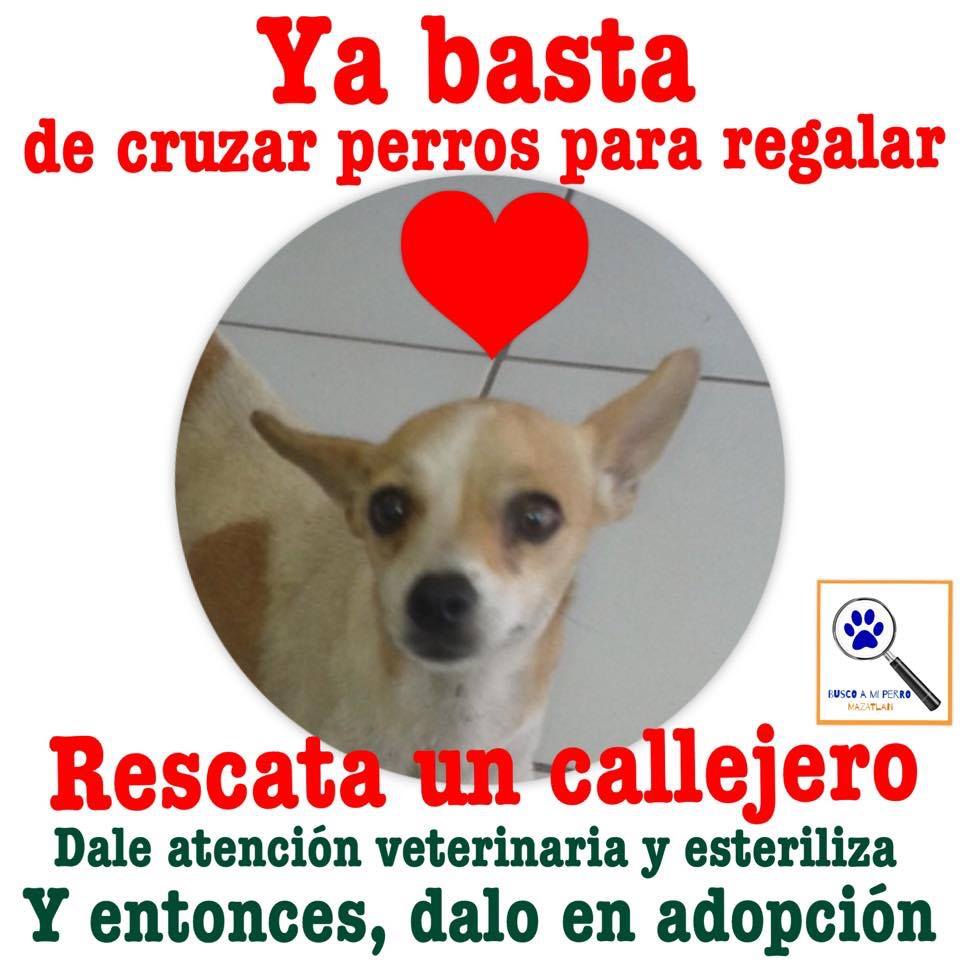 Ya basta
de cruzar perros para regalar
BUSCO A MI PERRO
MAZATLAN
Rescata un callejero
Dale atención veterinaria y esteriliza
Y entonces, dalo en adopción